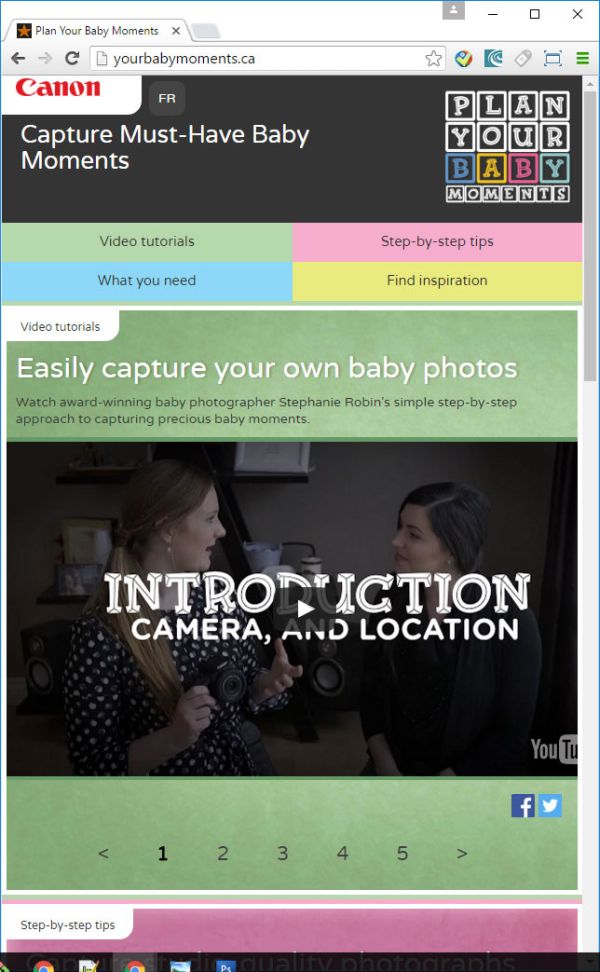 Plan Your Baby Moments
yourbabymoments.ca
Canon
FR
Capture Must-Have Baby
Moments
PLAN
YOUR
BABY
MOMENTS
Video tutorials
Step-by-step tips
What you need
Find inspiration
Video tutorials
Easily capture your own baby photos
Watch award-winning baby photographer Stephanie Robin's simple step-by-step
approach to capturing precious baby moments.
INTRODUCTION
CAMERA, AND LOCATION
YouTu
< 1 2 3 4 5 >
Step-by-step tips
Capture studio quality photographs
Ps